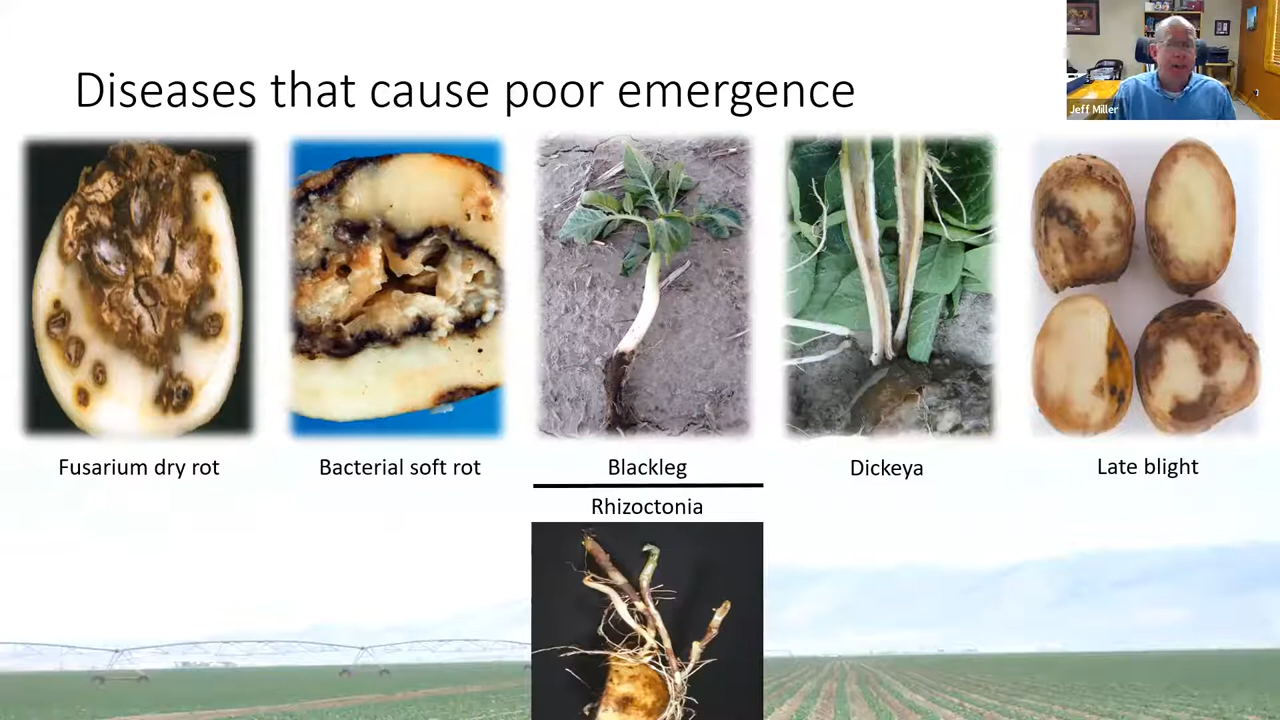 Diseases that cause poor emergence
Jeff Miller
Fusarium dry rot
Bacterial soft rot
Blackleg
Dickeya
Late blight
Rhizoctonia